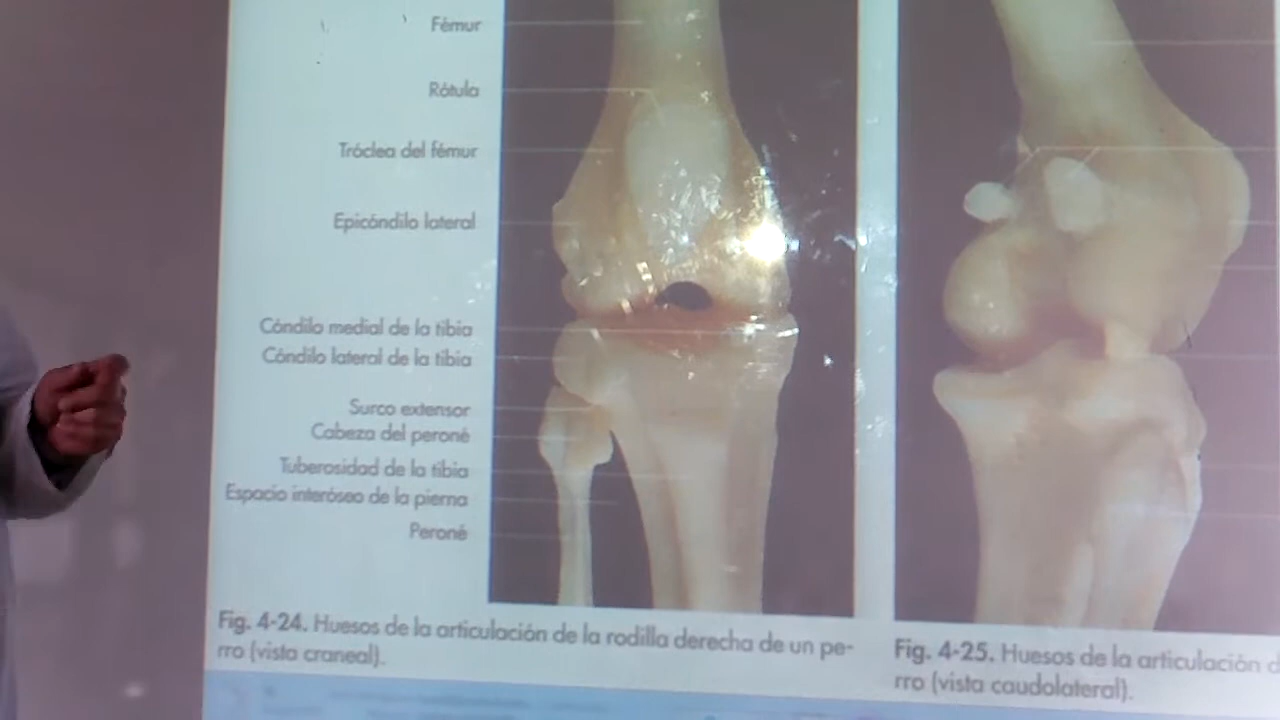 Fémur
Rótula
Tróclea del fémur
Epicóndilo lateral
Cóndilo medial de la tibia
Cóndilo lateral de la tibia
Surco extensor
Cabeza del peroné
Tuberosidad de la tibia
Espacio interóseo de la pierna
Peroné
Fig. 4-24. Huesos de la articulación de la rodilla derecha de un pe-
rro (vista craneal).
Fig. 4-25. Huesos de la articulación d
rro (vista caudolateral).